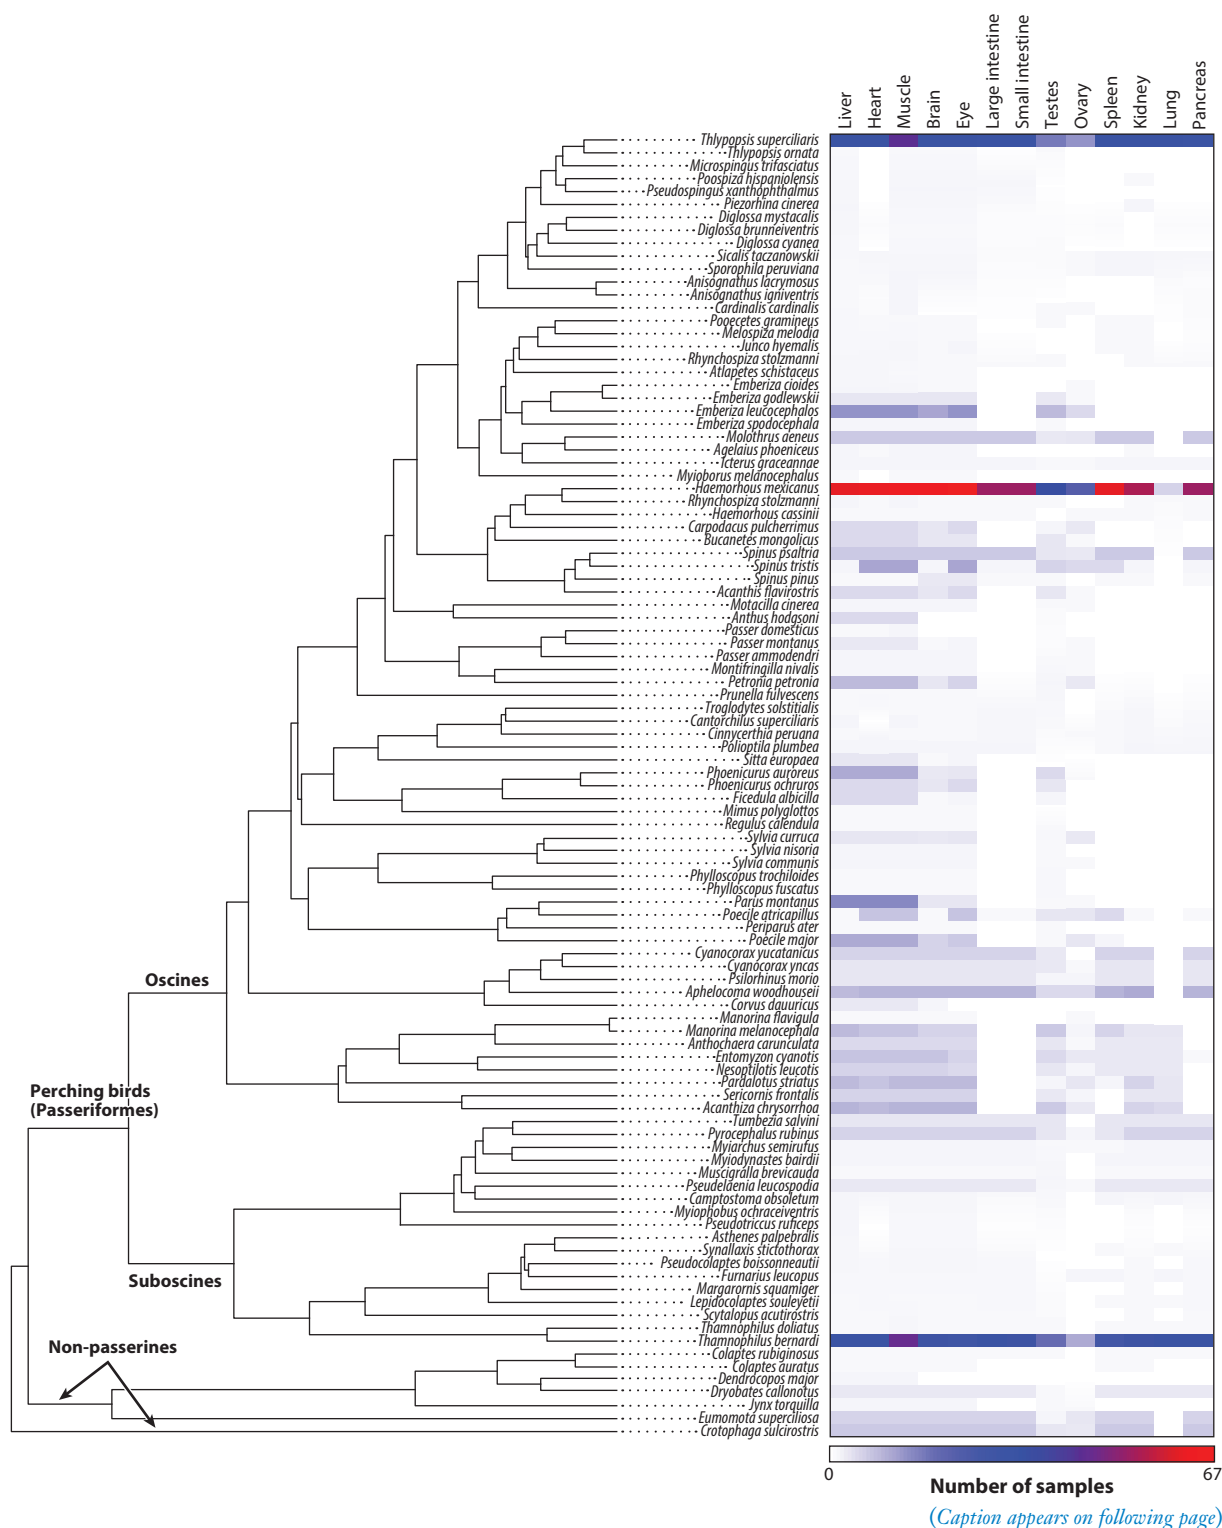 Liver
Heart
Muscle
Brain
Eye
Large intestine
Small intestine
Testes
Ovary
Spleen
Kidney
Lung
Pancreas
Thlypopsis superciliaris
Thlypopsis ornata
Microspingus trifasciatus
Poospiza hispaniolensis
Pseudospingus xanthophthalmus
Piezorhina cinerea
Diglossa mystacalis
Diglossa brunneiventris
Diglossa cyanea
Sicalis taczanowskii
Sporophila peruviana
Anisognathus lacrymosus
Anisognathus igniventris
Cardinalis cardinalis
Pooecetes gramineus
Melospiza melodia
Junco hyemalis
Rhynchospiza stolzmanni
Atlapetes schistaceus
Emberiza cioides
Emberiza godlewskii
Emberiza leucocephalos
Emberiza spodocephala
Molothrus aeneus
Agelaius phoeniceus
Icterus graceannae
Myioborus melanocephalus
Haemorhous mexicanus
Rhynchospiza stolzmanni
Haemorhous cassinii
Carpodacus pulcherrimus
Bucanetes mongolicus
Spinus psaltria
Spinus tristis
Spinus pinus
Acanthis flavirostris
Motacilla cinerea
Anthus hodgsoni
Passer domesticus
Passer montanus
Passer ammodendri
Montifringilla nivalis
Petronia petronia
Prunella fulvescens
Troglodytes solstitialis
Cantorchilus superciliaris
Cinnycerthia peruana
Polioptila plumbea
Sitta europaea
Phoenicurus auroreus
Phoenicurus ochruros
Ficedula albicilla
Mimus polyglottos
Regulus calendula
Sylvia curruca
Sylvia nisoria
Sylvia communis
Phylloscopus trochiloides
Phylloscopus fuscatus
Parus montanus
Poecile atricapillus
Periparus ater
Poecile major
Cyanocorax yucatanicus
Cyanocorax yncas
Psilorhinus morio
Aphelocoma woodhouseii
Corvus dauuricus
Manorina flavigula
Manorina melanocephala
Anthochaera carunculata
Entomyzon cyanotis
Nesoptilotis leucotis
Pardalotus striatus
Sericornis frontalis
Acanthiza chrysorrhoa
Tumbezia salvini
Pyrocephalus rubinus
Myiarchus semirufus
Myiodynastes bairdii
Muscigralla brevicauda
Pseudelaenia leucospodia
Camptostoma obsoletum
Myiophobus ochraceiventris
Pseudotriccus ruficeps
Asthenes palpebralis
Synallaxis stictothorax
Pseudocolaptes boissonneautii
Furnarius leucopus
Margarornis squamiger
Lepidocolaptes souleyetii
Scytalopus acutirostris
Thamnophilus doliatus
Thamnophilus bernardi
Colaptes rubiginosus
Colaptes auratus
Dendrocopos major
Dryobates callonotus
Jynx torquilla
Eumomota superciliosa
Crotophaga sulcirostris
Oscines
Perching birds
(Passeriformes)
Suboscines
Non-passerines
0
67
Number of samples
(Caption appears on following page)